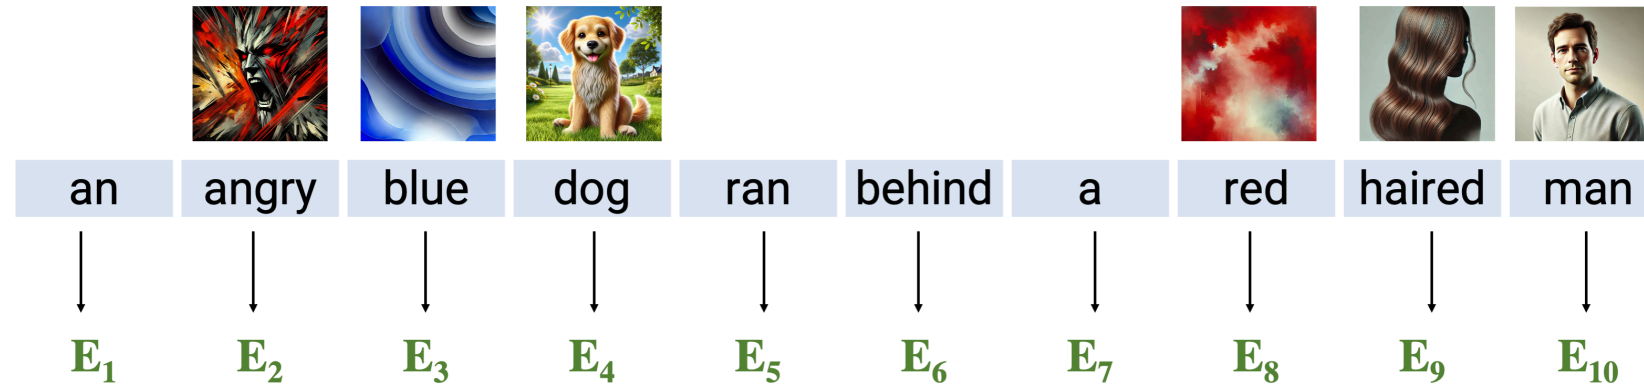 an angry blue dog ran behind a red haired man
E1 E2 E3 E4 E5 E6 E7 E8 E9 E10